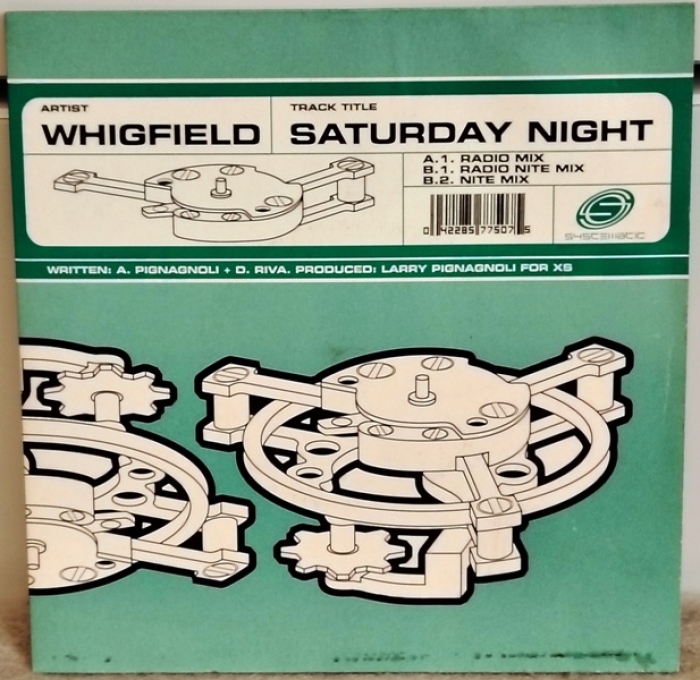 ARTIST
WHIGFIELD
TRACK TITLE
SATURDAY NIGHT
A.1. RADIO MIX
B.1. RADIO NITE MIX
B.2. NITE MIX
0 42285 77507 5
SYSTEMATIC
WRITTEN: A. PIGNAGNOLI + D. RIVA. PRODUCED: LARRY PIGNAGNOLI FOR XS